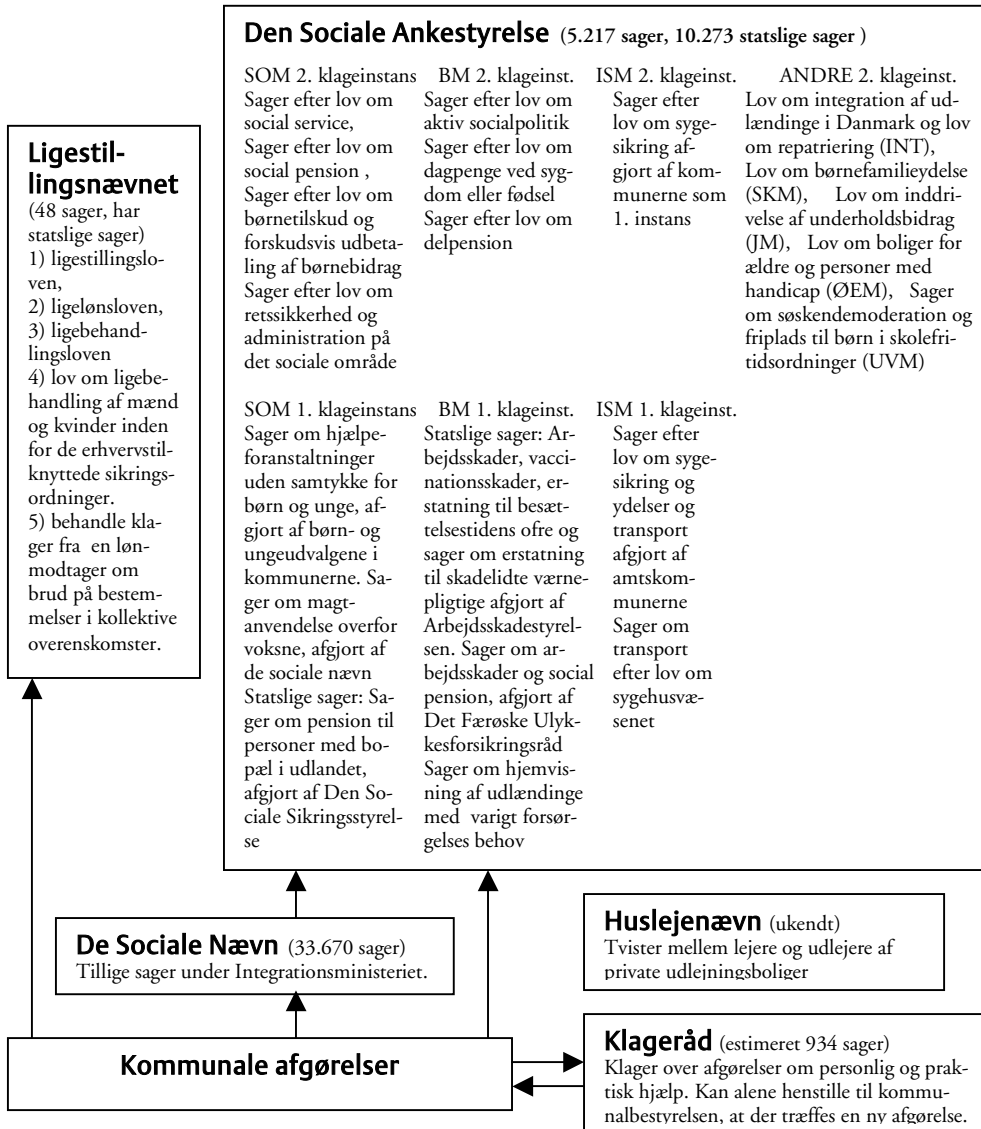 Den Sociale Ankestyrelse (5.217 sager, 10.273 statslige sager )
SOM 2. klageinstans
Sager efter lov om
social service,
Sager efter lov om
social pension ,
Sager efter lov om
børnetilskud og
forskudsvis udbeta-
ling af børnebidrag
Sager efter lov om
retssikkerhed og
administration på
det sociale område
BM 2. klageinst.
Sager efter lov om
aktiv socialpolitik
Sager efter lov om
dagpenge ved syg-
dom eller fødsel
Sager efter lov om
delpension
ISM 2. klageinst.
Sager efter
lov om syge-
sikring af-
gjort af kom-
munerne som
1. instans
ANDRE 2. klageinst.
Lov om integration af ud-
lændinge i Danmark og lov
om repatriering (INT),
Lov om børnefamilieydelse
(SKM), Lov om inddri-
velse af underholdsbidrag
(JM), Lov om boliger for
ældre og personer med
handicap (ØEM), Sager
om søskendemoderation og
friplads til børn i skolefri-
tidsordninger (UVM)
SOM 1. klageinstans
Sager om hjælpe-
foranstaltninger
uden samtykke for
børn og unge, af-
gjort af børn- og
ungeudvalgene i
kommunerne. Sa-
ger om magt-
anvendelse overfor
voksne, afgjort af
de sociale nævn
Statslige sager: Sa-
ger om pension til
personer med bo-
pæl i udlandet,
afgjort af Den So-
ciale Sikringsstyrel-
se
BM 1. klageinst.
Statslige sager: Ar-
bejdsskader, vacci-
nationsskader, er-
statning til besæt-
telsestidens ofre og
sager om erstatning
til skadelidte værne-
pligtige afgjort af
Arbejdsskadestyrel-
sen. Sager om ar-
bejdsskader og social
pension, afgjort af
Det Færøske Ulyk-
kesforsikringsråd
Sager om hjemvis-
ning af udlændinge
med varigt forsør-
gelses behov
ISM 1. klageinst.
Sager efter
lov om syge-
sikring og
ydelser og
transport
afgjort af
amtskom-
munerne
Sager om
transport
efter lov om
sygehusvæ-
senet
Ligestil-
lingsnævnet
(48 sager, har
statslige sager)
1) ligestillingslo-
ven,
2) ligelønsloven,
3) ligebehand-
lingsloven
4) lov om ligebe-
handling af mænd
og kvinder inden
for de erhvervstil-
knyttede sikrings-
ordninger.
5) behandle kla-
ger fra en løn-
modtager om
brud på bestem-
melser i kollektive
overenskomster.
De Sociale Nævn (33.670 sager)
Tillige sager under Integrationsministeriet.
Huslejenævn (ukendt)
Tvister mellem lejere og udlejere af
private udlejningsboliger
Kommunale afgørelser
Klageråd (estimeret 934 sager)
Klager over afgørelser om personlig og prak-
tisk hjælp. Kan alene henstille til kommu-
nalbestyrelsen, at der træffes en ny afgørelse.